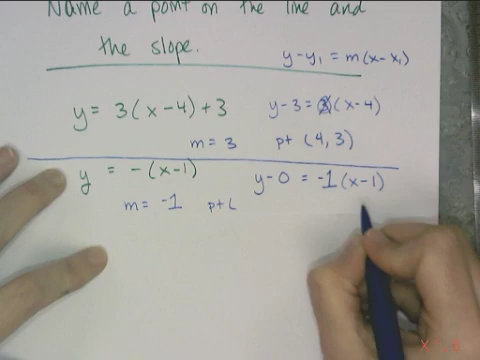 Name a point on the line and
the slope.
y-y₁ = m(x-x₁)
y= 3(x-4)+3
y-3=3(x-4)
m= 3 pt (4,3)
y = -(x-1)
y-0 = -1(x-1)
m= -1 pt (